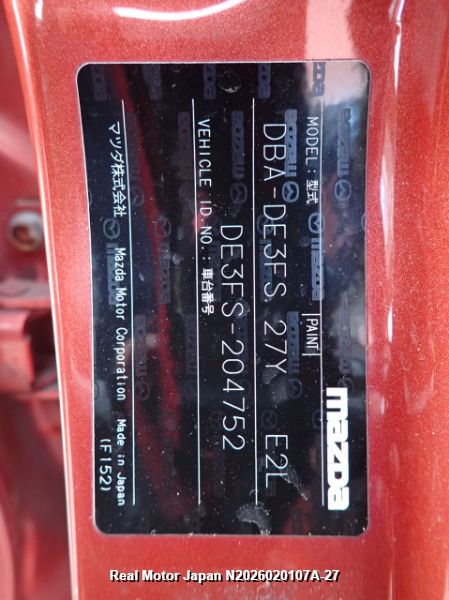 mazda
MODEL: 型式 PAINT
DBA-DE3FS 27Y E2L
VEHICLE ID.NO.: 車台番号
DE3FS-204752
マツダ株式会社 Mazda Motor Corporation Made in Japan
(F152)
Real Motor Japan N2026020107A-27